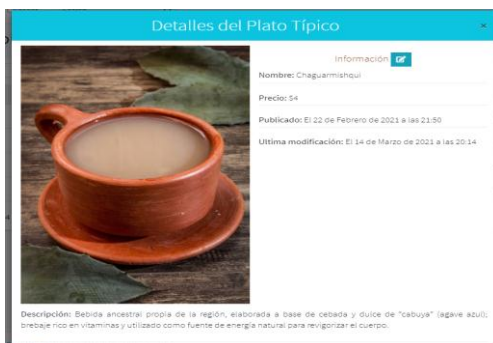 Detalles del Plato Típico
×
Información
Nombre: Chaguarmishqui
Precio: $4
Publicado: El 22 de Febrero de 2021 a las 21:50
Ultima modificación: El 14 de Marzo de 2021 a las 20:14
Descripción: Bebida ancestral propia de la región, elaborada a base de cebada y dulce de "cabuya" (agave azul);
brebaje rico en vitaminas y utilizado como fuente de energía natural para revigorizar el cuerpo.